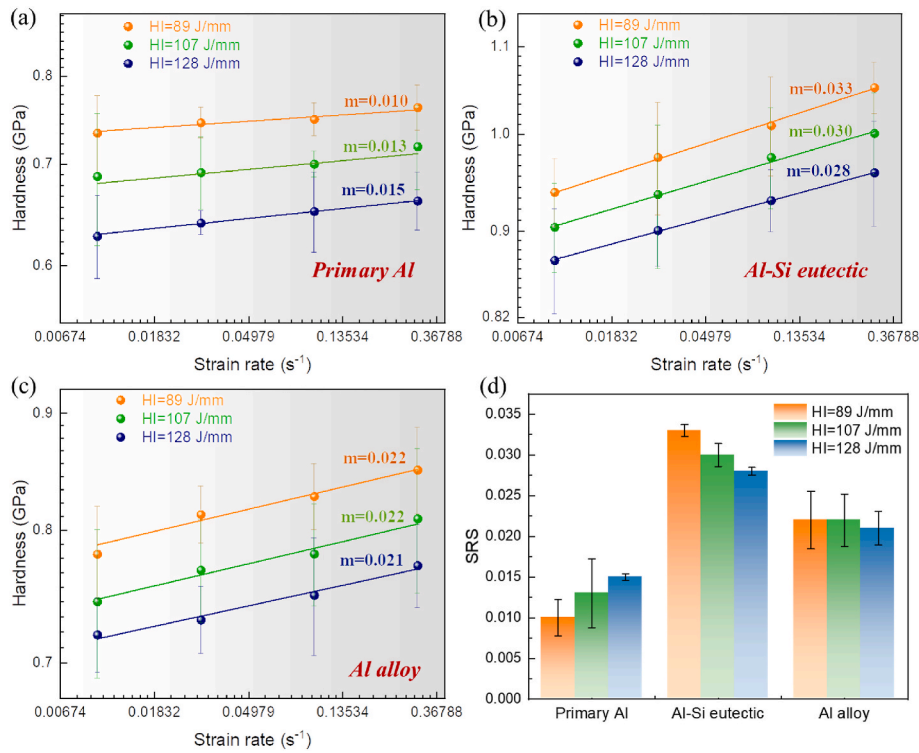 (a)
HI=89 J/mm
HI=107 J/mm
HI=128 J/mm
0.8
0.7
0.6
Hardness (GPa)
m=0.010
m=0.013
m=0.015
Primary Al
0.00674 0.01832 0.04979 0.13534 0.36788
Strain rate (s⁻¹)
(b)
HI=89 J/mm
HI=107 J/mm
HI=128 J/mm
1.1
1.0
0.9
0.82
Hardness (GPa)
m=0.033
m=0.030
m=0.028
Al-Si eutectic
0.00674 0.01832 0.04979 0.13534 0.36788
Strain rate (s⁻¹)
(c)
HI=89 J/mm
HI=107 J/mm
HI=128 J/mm
0.9
0.8
0.7
Hardness (GPa)
m=0.022
m=0.022
m=0.021
Al alloy
0.00674 0.01832 0.04979 0.13534 0.36788
Strain rate (s⁻¹)
(d)
HI=89 J/mm
HI=107 J/mm
HI=128 J/mm
0.035
0.030
0.025
0.020
0.015
0.010
0.005
0.000
SRS
Primary Al Al-Si eutectic Al alloy